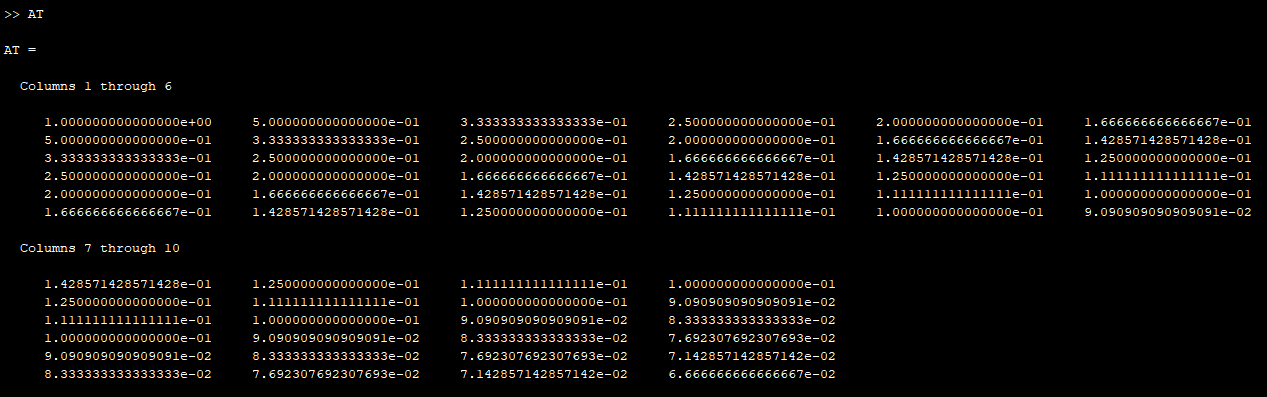 >> AT
AT =
Columns 1 through 6
1.000000000000000e+00 5.000000000000000e-01 3.333333333333333e-01 2.500000000000000e-01 2.000000000000000e-01 1.666666666666667e-01
5.000000000000000e-01 3.333333333333333e-01 2.500000000000000e-01 2.000000000000000e-01 1.666666666666667e-01 1.428571428571428e-01
3.333333333333333e-01 2.500000000000000e-01 2.000000000000000e-01 1.666666666666667e-01 1.428571428571428e-01 1.250000000000000e-01
2.500000000000000e-01 2.000000000000000e-01 1.666666666666667e-01 1.428571428571428e-01 1.250000000000000e-01 1.111111111111111e-01
2.000000000000000e-01 1.666666666666667e-01 1.428571428571428e-01 1.250000000000000e-01 1.111111111111111e-01 1.000000000000000e-01
1.666666666666667e-01 1.428571428571428e-01 1.250000000000000e-01 1.111111111111111e-01 1.000000000000000e-01 9.090909090909091e-02
Columns 7 through 10
1.428571428571428e-01 1.250000000000000e-01 1.111111111111111e-01 1.000000000000000e-01
1.250000000000000e-01 1.111111111111111e-01 1.000000000000000e-01 9.090909090909091e-02
1.111111111111111e-01 1.000000000000000e-01 9.090909090909091e-02 8.333333333333333e-02
1.000000000000000e-01 9.090909090909091e-02 8.333333333333333e-02 7.692307692307693e-02
9.090909090909091e-02 8.333333333333333e-02 7.692307692307693e-02 7.142857142857142e-02
8.333333333333333e-02 7.692307692307693e-02 7.142857142857142e-02 6.666666666666667e-02